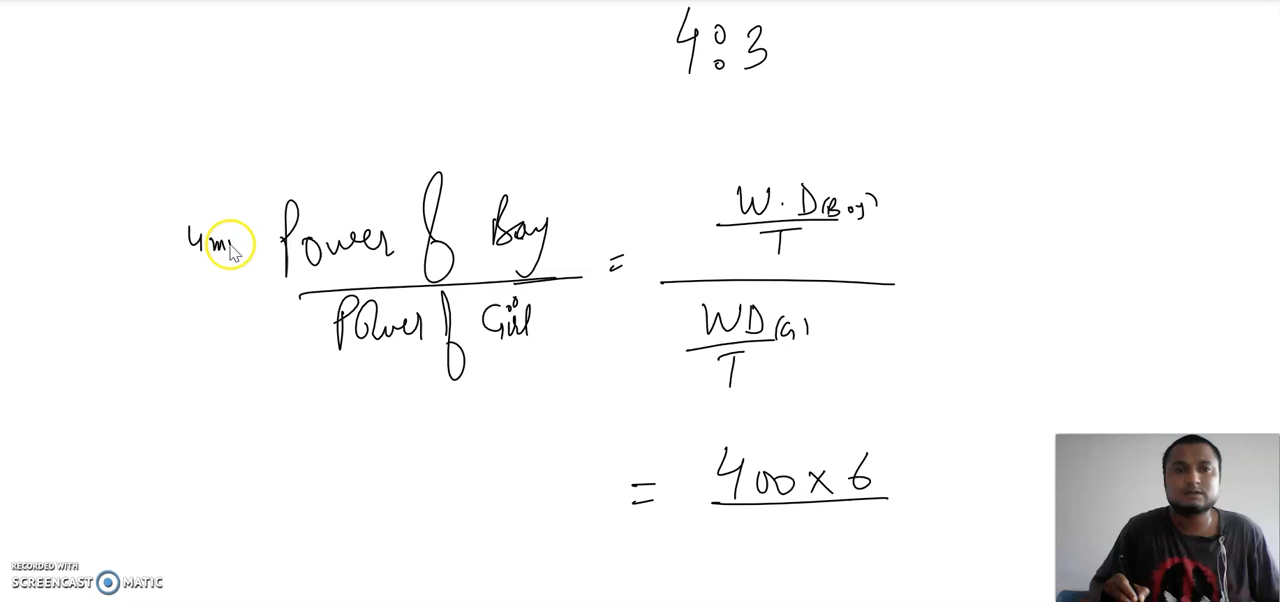 4 : 3
4m
Power of Boy = W.D(Boy) / T
Power of Girl WD(G) / T
= 400 x 6
RECORDED WITH
SCREENCAST MATIC